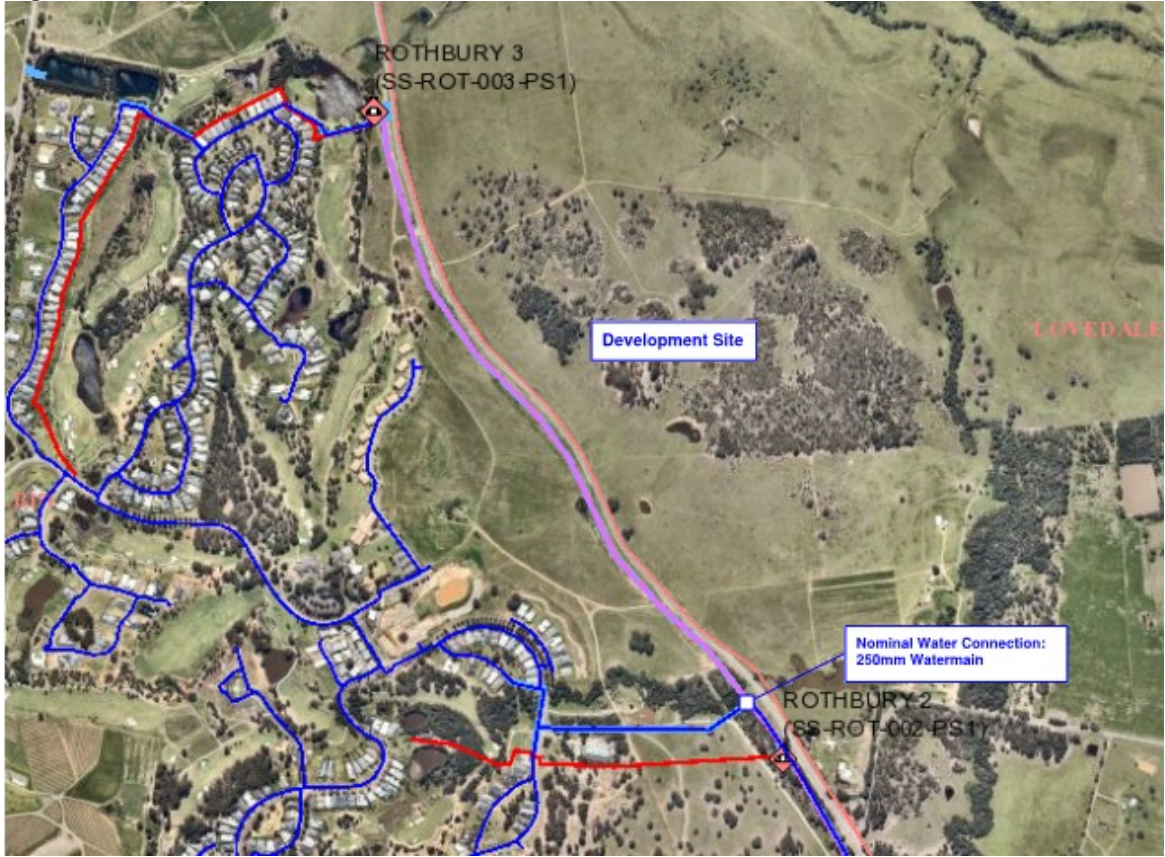 ROTHBURY 3
(SS-ROT-003-PS1)
Development Site
LOVEDALE
Nominal Water Connection:
250mm Watermain
ROTHBURY 2
(SS-ROT-002-PS1)